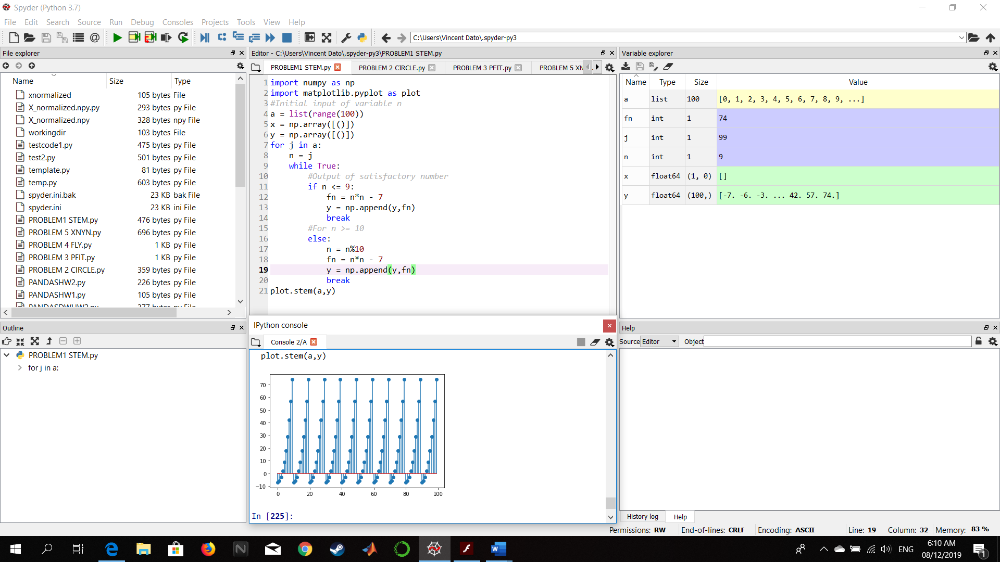 Spyder (Python 3.7)
File Edit Search Source Run Debug Consoles Projects Tools View Help
C:\Users\Vincent Dato\.spyder-py3
File explorer
Name Size Type
xnormalized 105 bytes File
X_normalized.npy.py 293 bytes py File
X_normalized.npy 328 bytes npy File
workingdir 103 bytes File
testcode1.py 475 bytes py File
test2.py 501 bytes py File
template.py 81 bytes py File
temp.py 603 bytes py File
spyder.ini.bak 23 KB bak File
spyder.ini 23 KB ini File
PROBLEM1 STEM.py 476 bytes py File
PROBLEM 5 XNYN.py 696 bytes py File
PROBLEM 4 FLY.py 1 KB py File
PROBLEM 3 PFIT.py 1 KB py File
PROBLEM 2 CIRCLE.py 359 bytes py File
PANDASHW2.py 226 bytes py File
PANDASHW1.py 105 bytes py File
Outline
PROBLEM1 STEM.py
for j in a:
Editor - C:\Users\Vincent Dato\.spyder-py3\PROBLEM1 STEM.py
PROBLEM1 STEM.py PROBLEM 2 CIRCLE.py PROBLEM 3 PFIT.py PROBLEM 5 XN
1 import numpy as np
2 import matplotlib.pyplot as plot
3 #Initial input of variable n
4 a = list(range(100))
5 x = np.array([()])
6 y = np.array([()])
7 for j in a:
8 n = j
9 while True:
10 #Output of satisfactory number
11 if n <= 9:
12 fn = n*n - 7
13 y = np.append(y,fn)
14 break
15 #For n >= 10
16 else:
17 n = n%10
18 fn = n*n - 7
19 y = np.append(y,fn)
20 break
21 plot.stem(a,y)
IPython console
Console 2/A
plot.stem(a,y)
70
60
50
40
30
20
10
0
−10
0 20 40 60 80 100
In [225]:
Variable explorer
Name Type Size Value
a list 100 [0, 1, 2, 3, 4, 5, 6, 7, 8, 9, ...]
fn int 1 74
j int 1 99
n int 1 9
x float64 (1, 0) []
y float64 (100,) [-7. -6. -3. ... 42. 57. 74.]
Help
Source Editor Object
History log Help
Permissions: RW End-of-lines: CRLF Encoding: ASCII Line: 19 Column: 32 Memory: 83 %
ENG
6:10 AM
08/12/2019
1